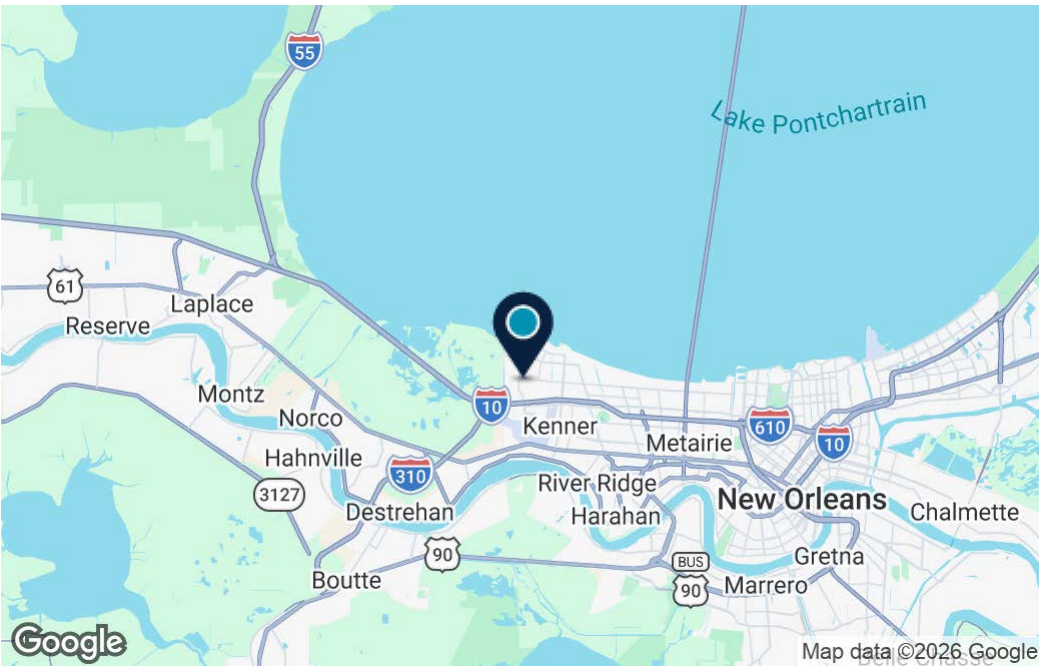 55
Lake Pontchartrain
61
Laplace
Reserve
Montz
Norco
10
Kenner
610
10
Metairie
Hahnville
310
River Ridge
3127
Destrehan
Harahan
New Orleans
Chalmette
90
Gretna
BUS
90
Boutte
Marrero
Google
Map data ©2026 Google